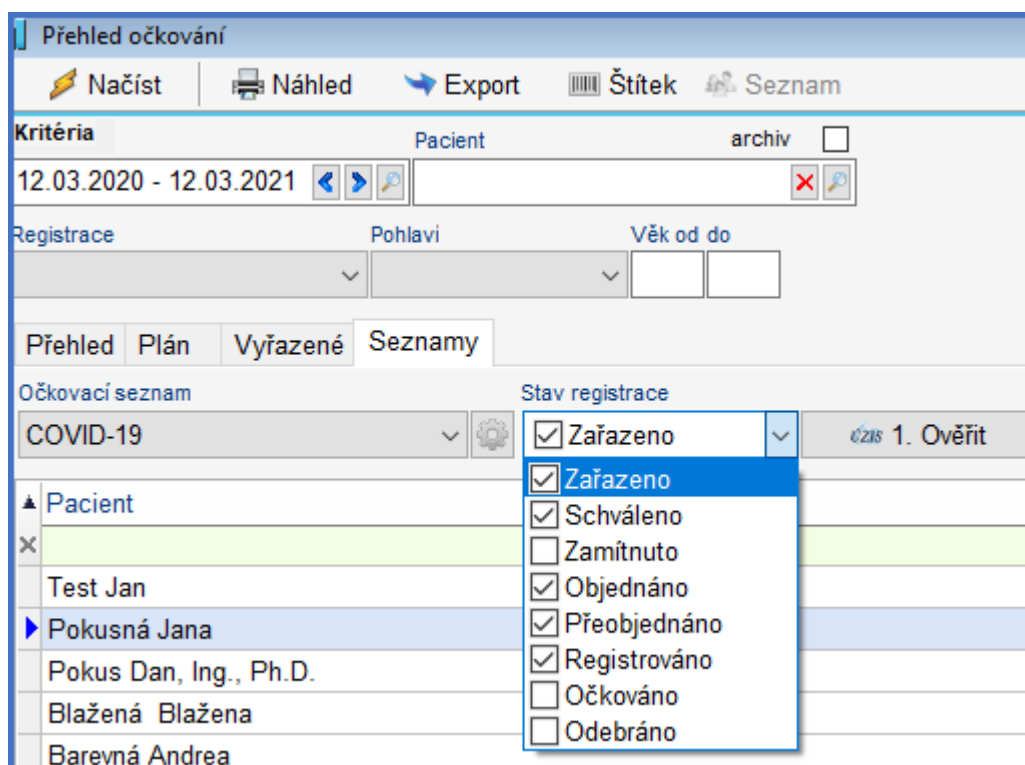 Přehled očkování
Načíst Náhled Export Štítek Seznam
Kritéria Pacient archiv
12.03.2020 - 12.03.2021
Registrace Pohlaví Věk od do
Přehled Plán Vyřazené Seznamy
Očkovací seznam Stav registrace
COVID-19 Zařazeno úzis 1. Ověřit
Pacient
Zařazeno
Schváleno
Zamítnuto
Objednáno
Přeobjednáno
Registrováno
Očkováno
Odebráno
Test Jan
Pokusná Jana
Pokus Dan, Ing., Ph.D.
Blažená Blažena
Barevná Andrea